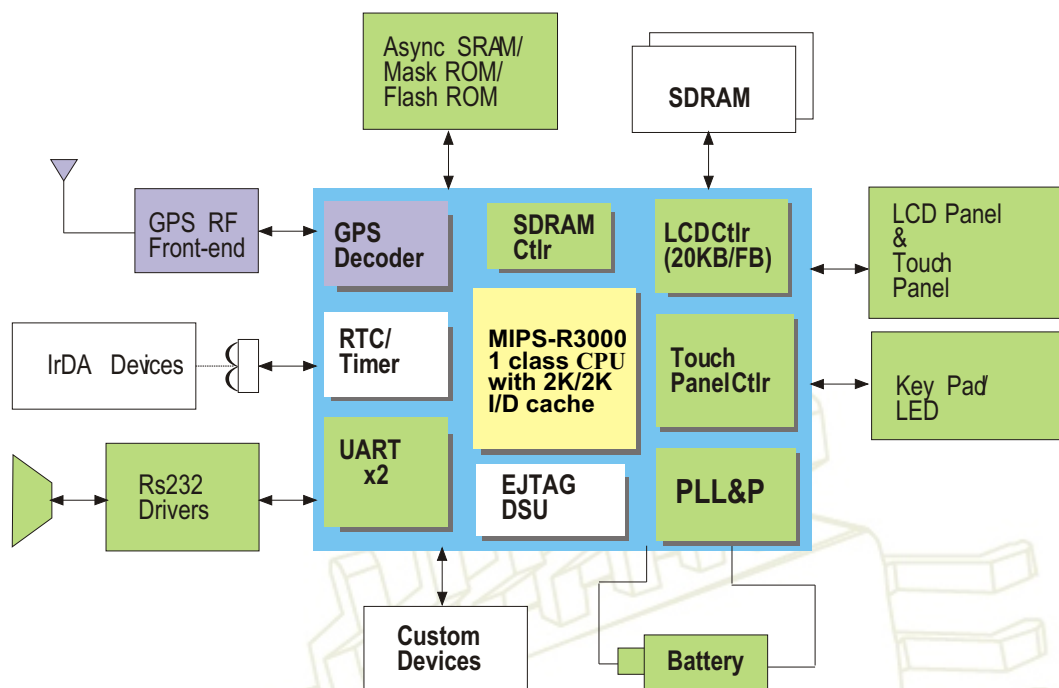 Async SRAM/
Mask ROM/
Flash ROM
SDRAM
GPS RF
Front-end
GPS
Decoder
SDRAM
Ctlr
LCDCtlr
(20KB/FB)
LCD Panel
&
Touch
Panel
IrDA Devices
RTC/
Timer
MIPS-R3000
1 class CPU
with 2K/2K
I/D cache
Touch
PanelCtlr
Key Pad/
LED
Rs232
Drivers
UART
x2
EJTAG
DSU
PLL&P
Custom
Devices
Battery